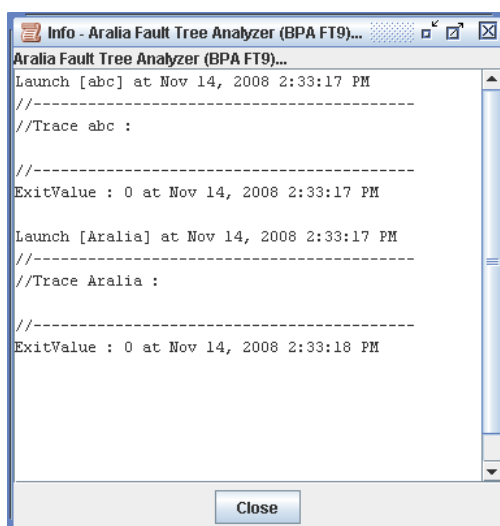 Info - Aralia Fault Tree Analyzer (BPA FT9)...
Aralia Fault Tree Analyzer (BPA FT9)...
Launch [abc] at Nov 14, 2008 2:33:17 PM
//-----------------------------------------
//Trace abc :
//-----------------------------------------
ExitValue : 0 at Nov 14, 2008 2:33:17 PM
Launch [Aralia] at Nov 14, 2008 2:33:17 PM
//-----------------------------------------
//Trace Aralia :
//-----------------------------------------
ExitValue : 0 at Nov 14, 2008 2:33:18 PM
Close